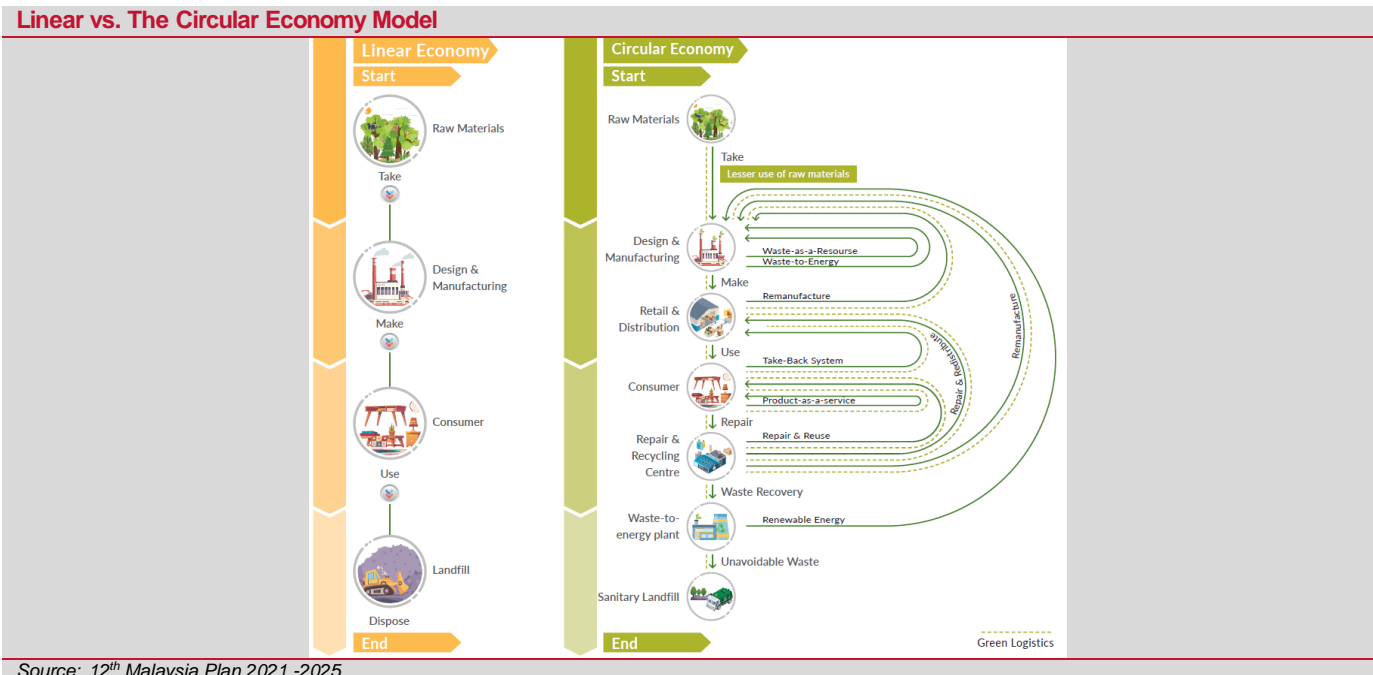 Linear vs. The Circular Economy Model
Linear Economy
Start
Raw Materials
Take
Design &
Manufacturing
Make
Consumer
Use
Landfill
Dispose
End
Circular Economy
Start
Raw Materials
Take
Lesser use of raw materials
Design &
Manufacturing
Waste-as-a-Resourse
Waste-to-Energy
Make
Remanufacture
Retail &
Distribution
Use
Take-Back System
Consumer
Product-as-a-service
Repair
Repair & Reuse
Repair &
Recycling
Centre
Repair & Redistribute
Remanufacture
Waste Recovery
Waste-to-
energy plant
Renewable Energy
Unavoidable Waste
Sanitary Landfill
End
Green Logistics
Source: 12th Malaysia Plan 2021 -2025